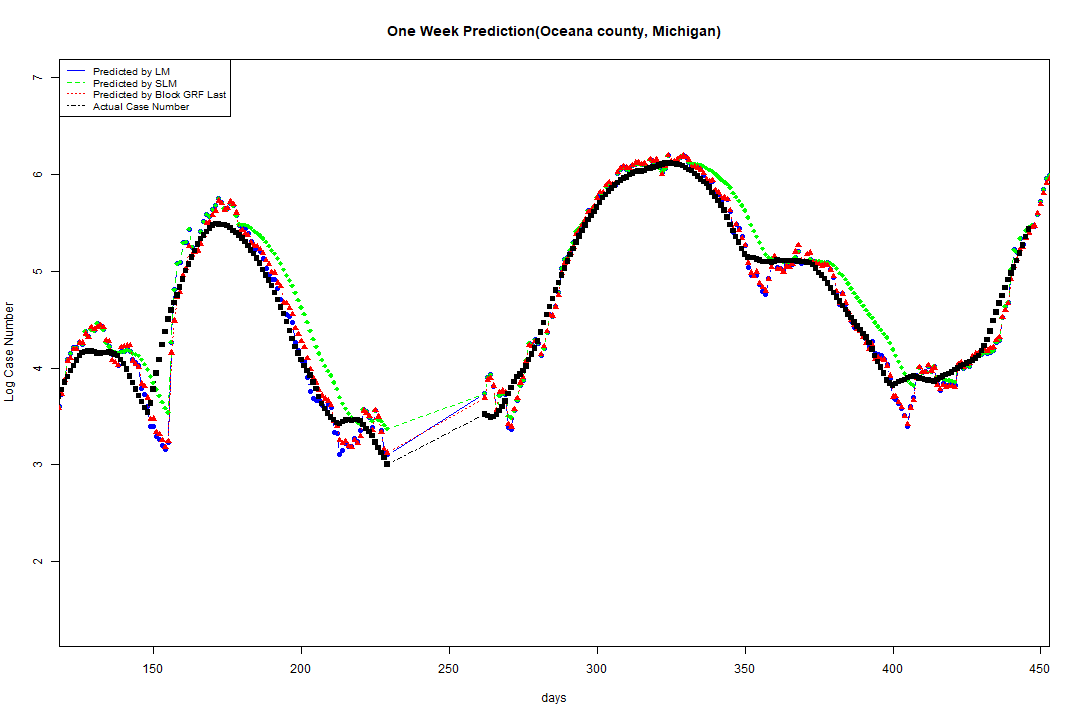 One Week Prediction(Oceana county, Michigan)
Predicted by LM
Predicted by SLM
Predicted by Block GRF Last
Actual Case Number
Log Case Number
7
6
5
4
3
2
150 200 250 300 350 400 450
days